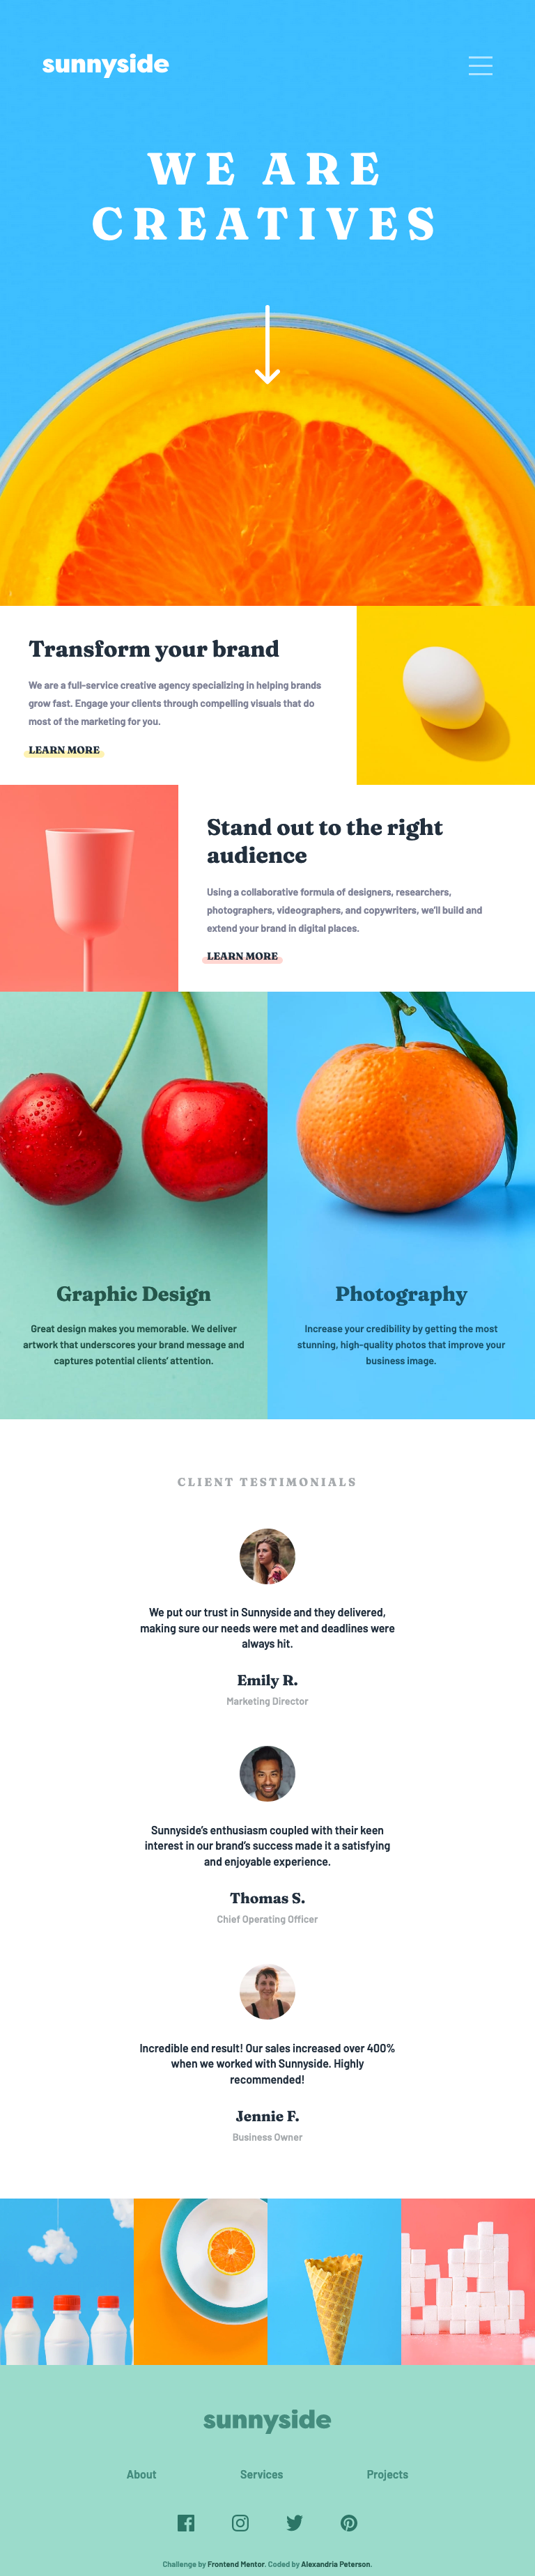 sunnyside
WE ARE
CREATIVES
Transform your brand
We are a full-service creative agency specializing in helping brands
grow fast. Engage your clients through compelling visuals that do
most of the marketing for you.
LEARN MORE
Stand out to the right
audience
Using a collaborative formula of designers, researchers,
photographers, videographers, and copywriters, we'll build and
extend your brand in digital places.
LEARN MORE
Graphic Design
Great design makes you memorable. We deliver
artwork that underscores your brand message and
captures potential clients' attention.
Photography
Increase your credibility by getting the most
stunning, high-quality photos that improve your
business image.
CLIENT TESTIMONIALS
We put our trust in Sunnyside and they delivered,
making sure our needs were met and deadlines were
always hit.
Emily R.
Marketing Director
Sunnyside's enthusiasm coupled with their keen
interest in our brand's success made it a satisfying
and enjoyable experience.
Thomas S.
Chief Operating Officer
Incredible end result! Our sales increased over 400%
when we worked with Sunnyside. Highly
recommended!
Jennie F.
Business Owner
sunnyside
About Services Projects
Challenge by Frontend Mentor. Coded by Alexandria Peterson.